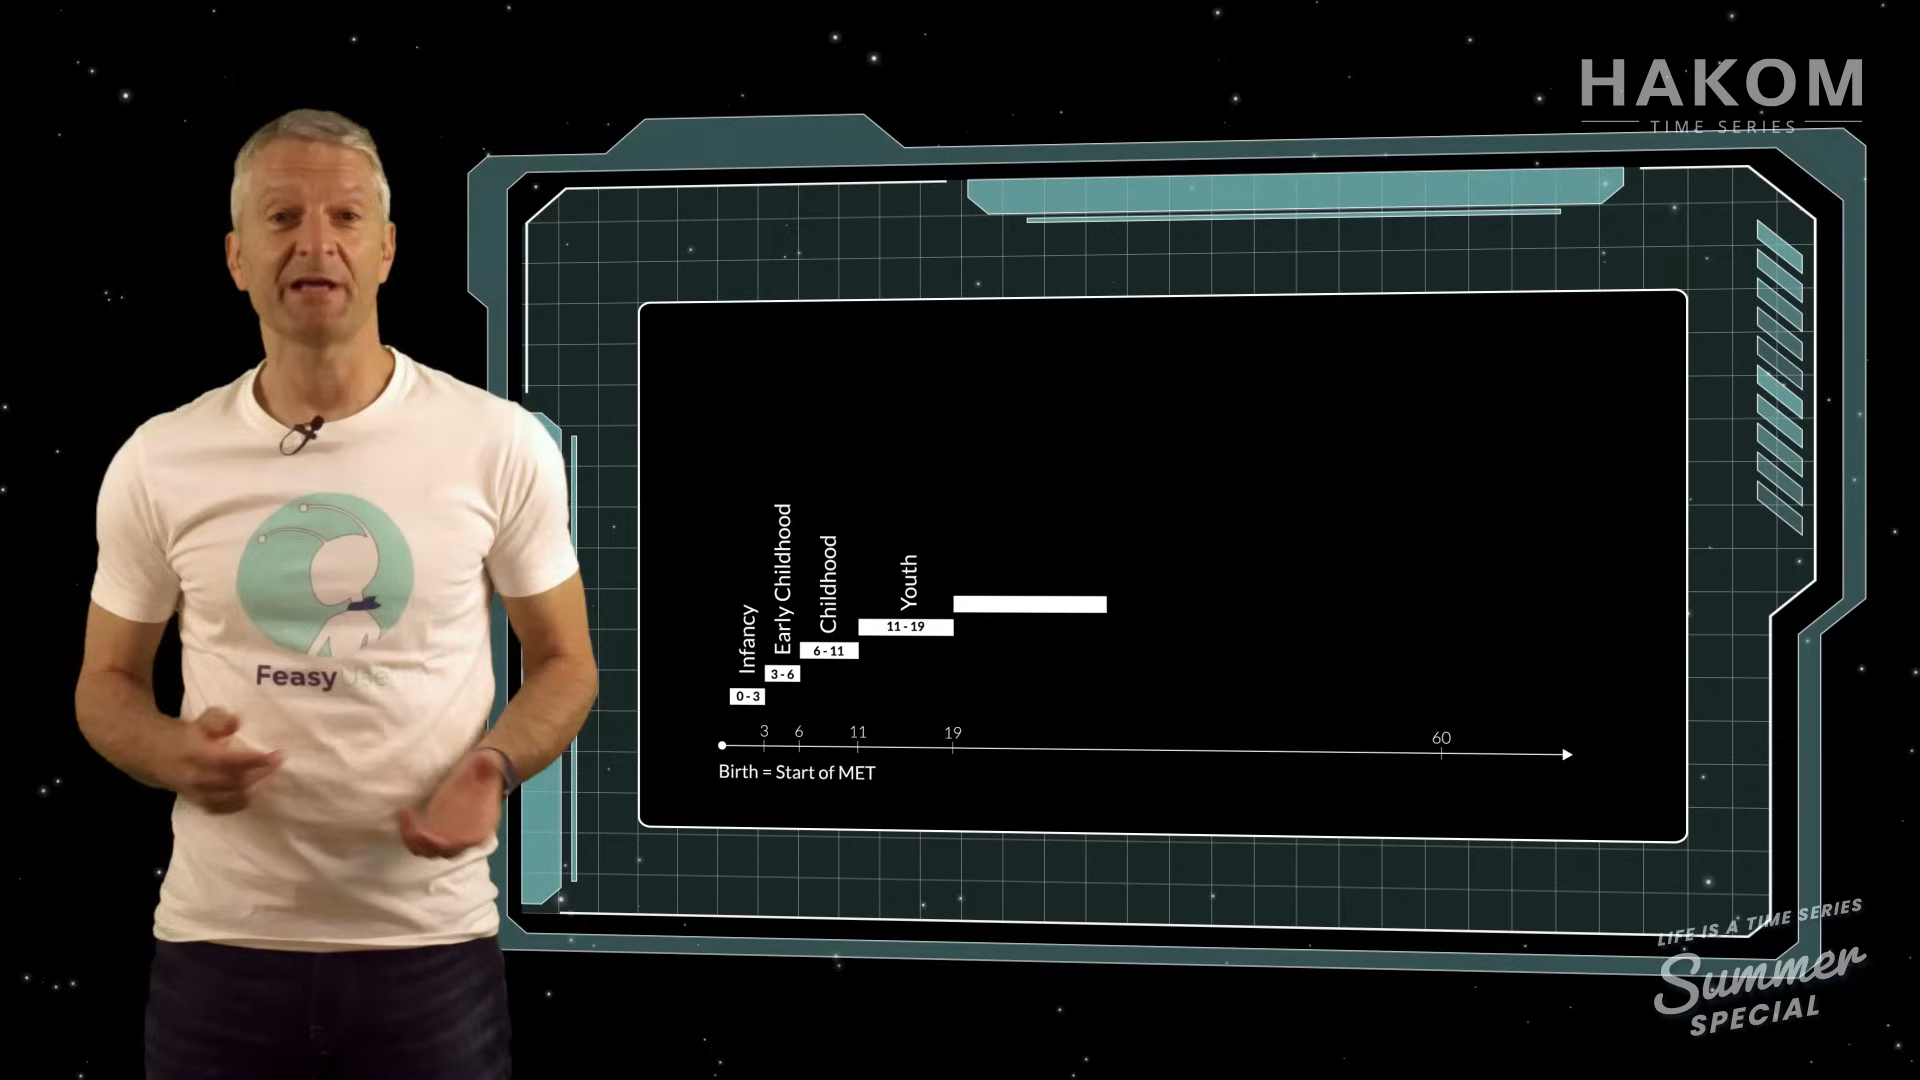 HAKOM
TIME SERIES
Infancy
Early Childhood
Childhood
Youth
11 - 19
6 - 11
3 - 6
0 - 3
3 6 11 19 60
Birth = Start of MET
Feasyuse
LIFE IS A TIME SERIES
Summer
SPECIAL